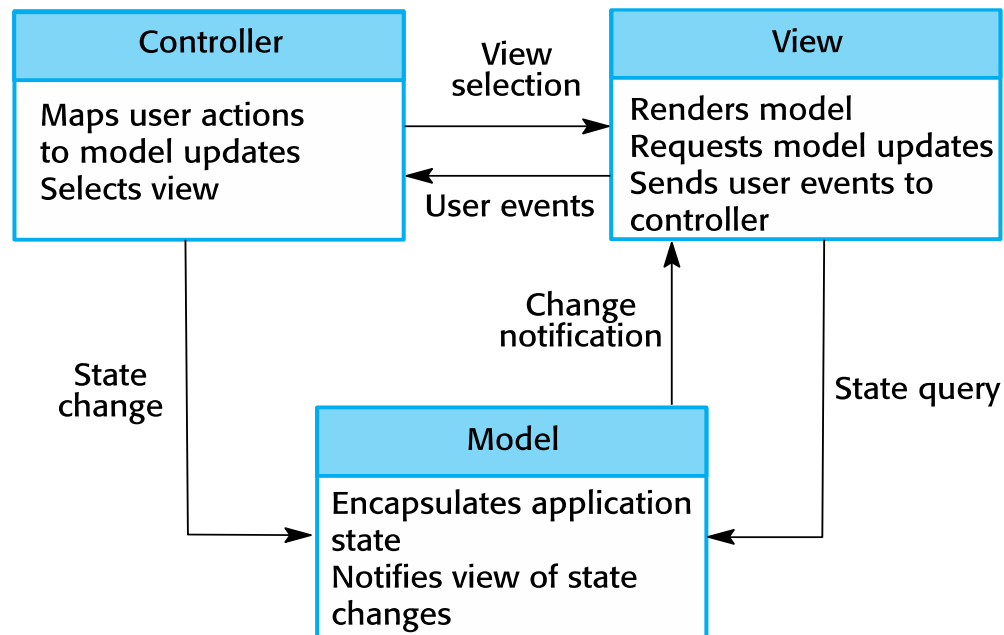 Controller
Maps user actions
to model updates
Selects view
View
selection
User events
View
Renders model
Requests model updates
Sends user events to
controller
State
change
Change
notification
State query
Model
Encapsulates application
state
Notifies view of state
changes